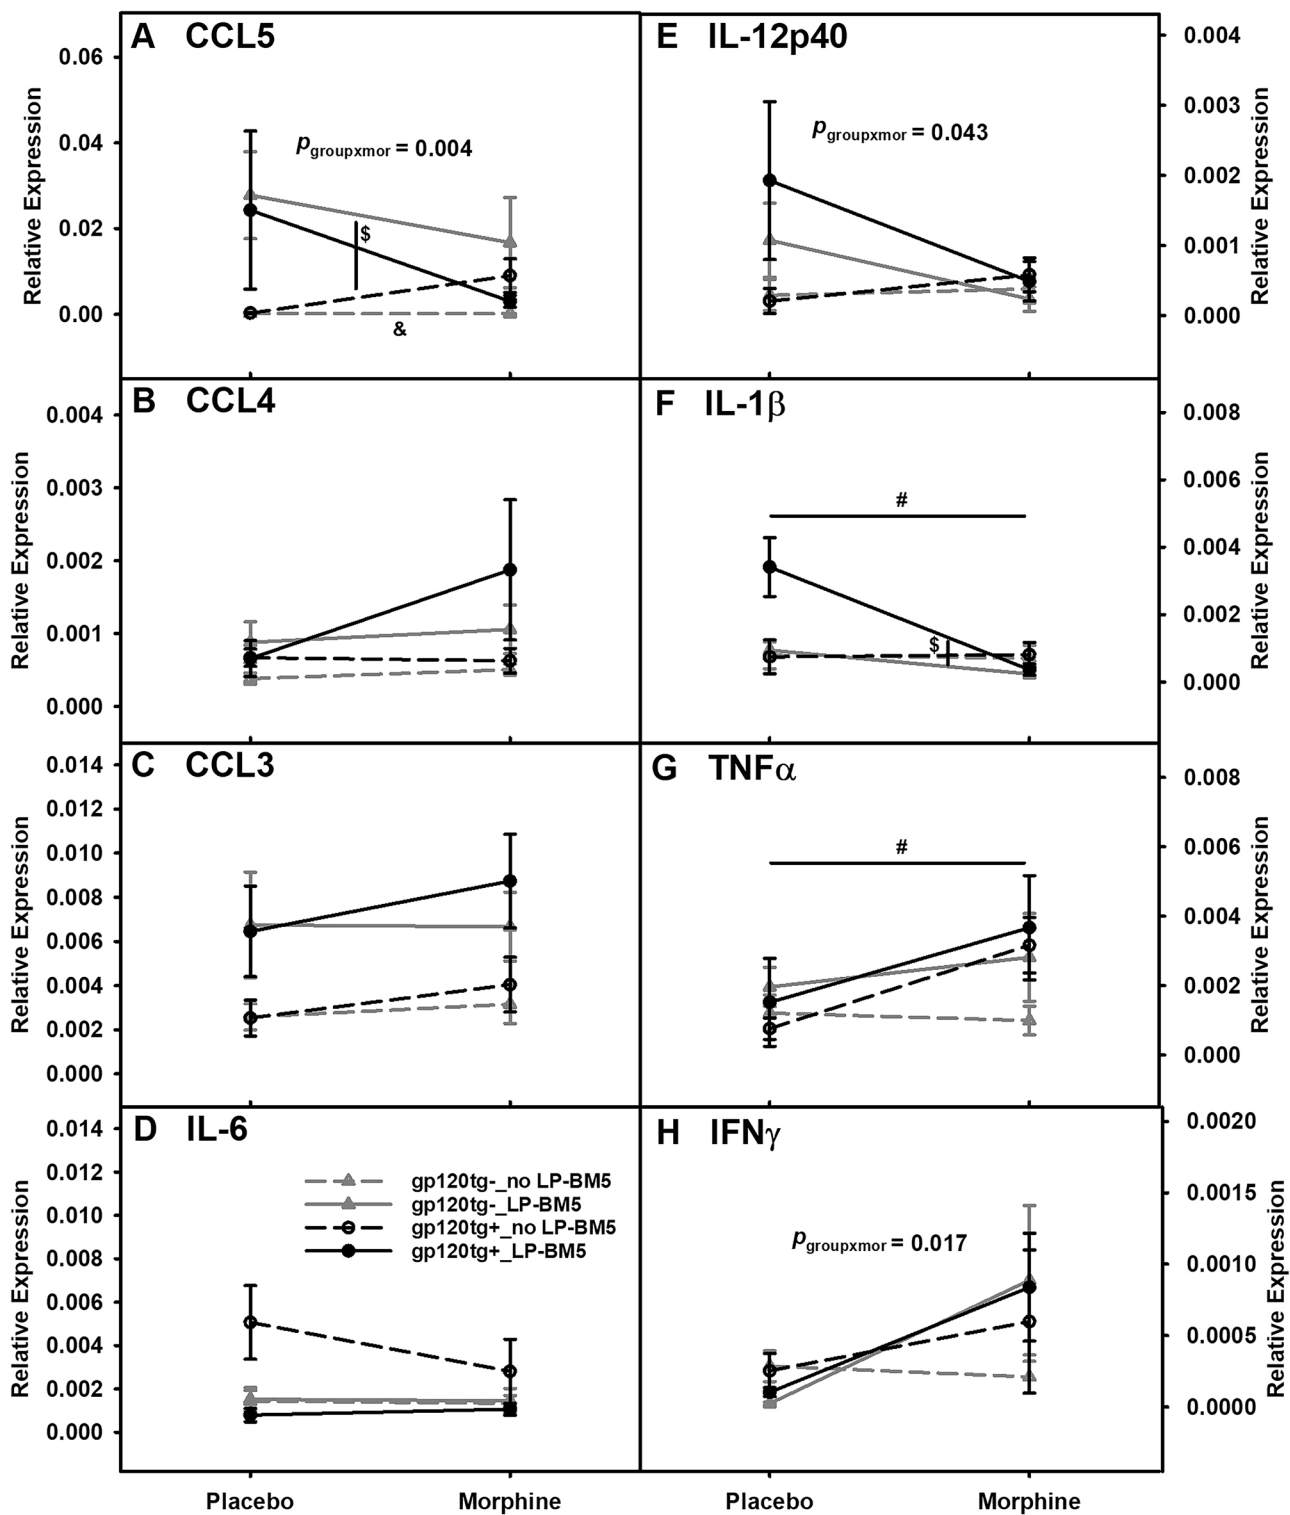 A CCL5
0.06
0.04
0.02
0.00
Relative Expression
pgroupxmor = 0.004
$
&
E IL-12p40
0.004
0.003
0.002
0.001
0.000
Relative Expression
pgroupxmor = 0.043
B CCL4
0.004
0.003
0.002
0.001
0.000
Relative Expression
F IL-1β
0.008
0.006
0.004
0.002
0.000
Relative Expression
#
$
C CCL3
0.014
0.012
0.010
0.008
0.006
0.004
0.002
0.000
Relative Expression
G TNFα
0.008
0.006
0.004
0.002
0.000
Relative Expression
#
D IL-6
0.014
0.012
0.010
0.008
0.006
0.004
0.002
0.000
Relative Expression
gp120tg-_no LP-BM5
gp120tg-_LP-BM5
gp120tg+_no LP-BM5
gp120tg+_LP-BM5
H IFNγ
0.0020
0.0015
0.0010
0.0005
0.0000
Relative Expression
pgroupxmor = 0.017
Placebo Morphine Placebo Morphine